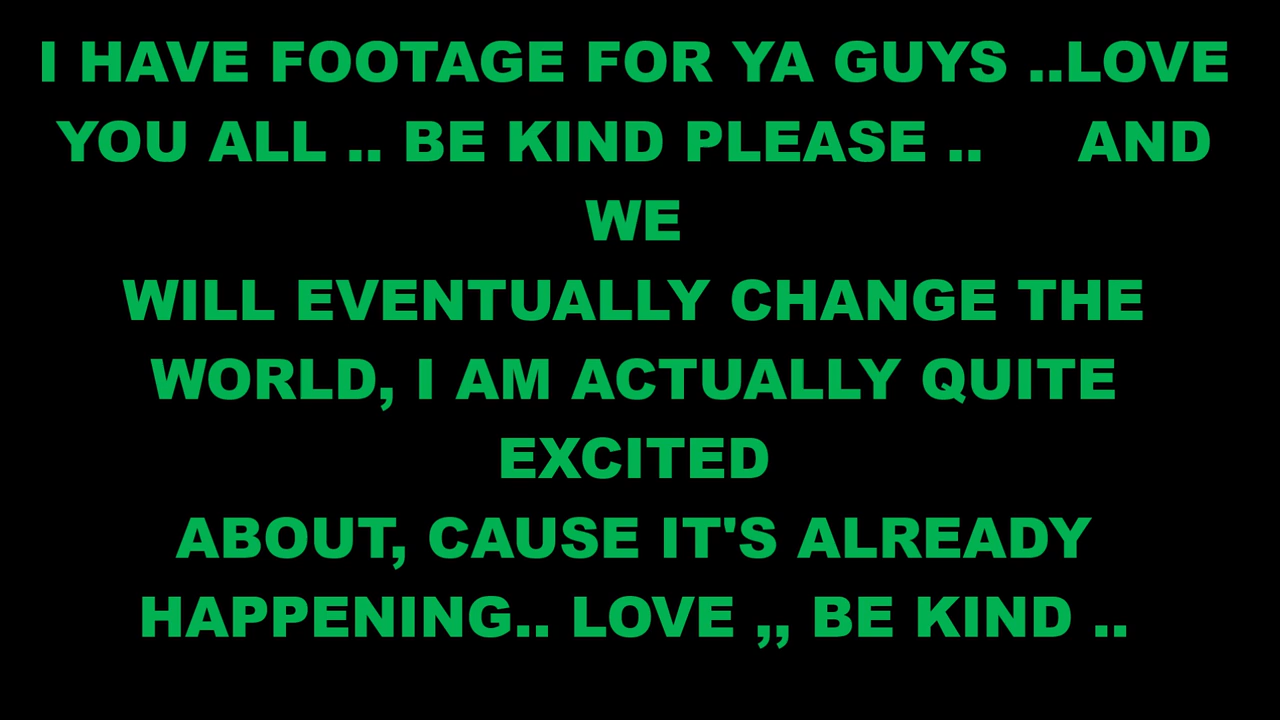 I HAVE FOOTAGE FOR YA GUYS ..LOVE
YOU ALL .. BE KIND PLEASE ..     AND
WE
WILL EVENTUALLY CHANGE THE
WORLD, I AM ACTUALLY QUITE
EXCITED
ABOUT, CAUSE IT'S ALREADY
HAPPENING.. LOVE ,, BE KIND ..